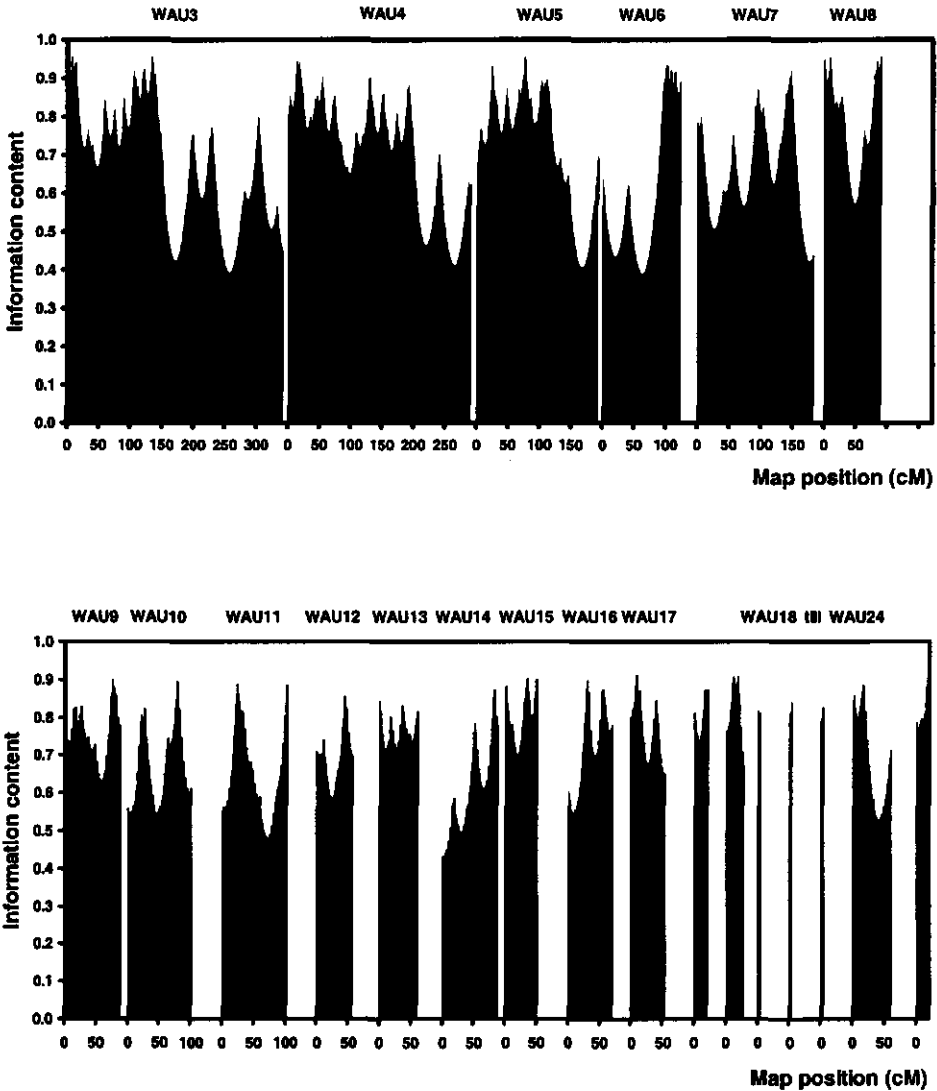 WAU3 WAU4 WAU5 WAU6 WAU7 WAU8
1.0
0.9
0.8
0.7
0.6
0.5
0.4
0.3
0.2
0.1
0.0
Information content
0 50 100 150 200 250 300 0 50 100 150 200 250 0 50 100 150 0 50 100 0 50 100 150 0 50
Map position (cM)
WAU9 WAU10 WAU11 WAU12 WAU13 WAU14 WAU15 WAU16 WAU17 WAU18 till WAU24
1.0
0.9
0.8
0.7
0.6
0.5
0.4
0.3
0.2
0.1
0.0
Information content
0 50 0 50 100 0 50 100 0 50 0 50 0 50 0 50 0 50 0 50 0 0 0 0 0 0 50 0
Map position (cM)